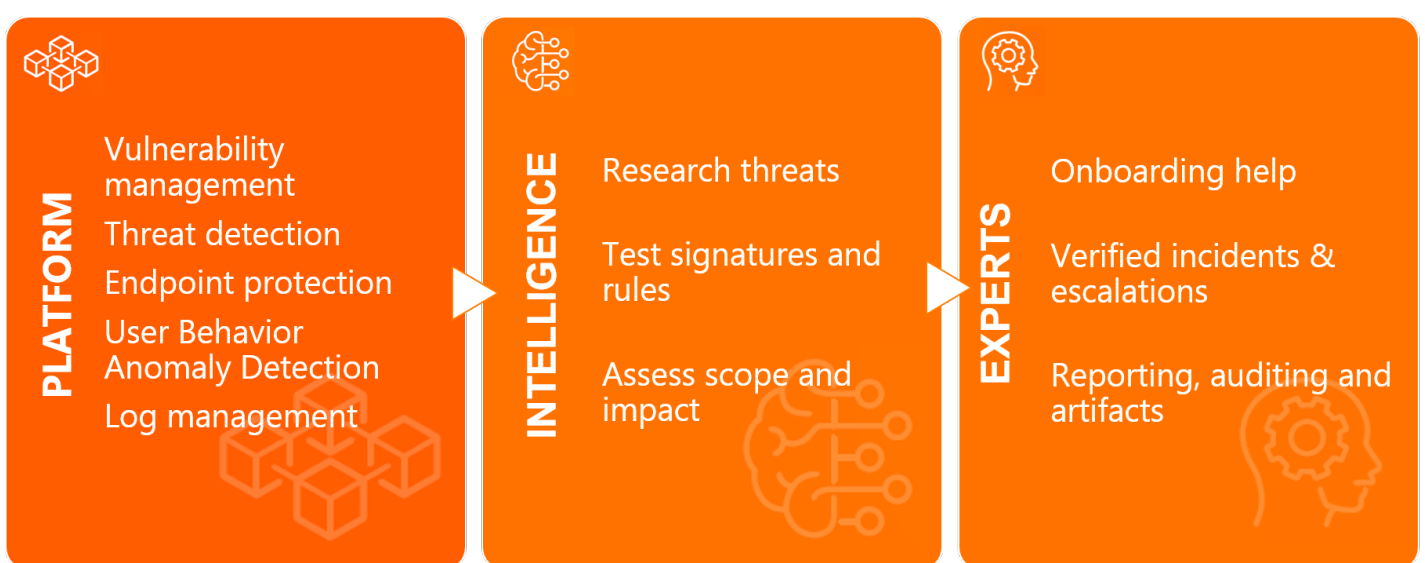 PLATFORM
Vulnerability
management
Threat detection
Endpoint protection
User Behavior
Anomaly Detection
Log management
INTELLIGENCE
Research threats
Test signatures and
rules
Assess scope and
impact
EXPERTS
Onboarding help
Verified incidents &
escalations
Reporting, auditing and
artifacts